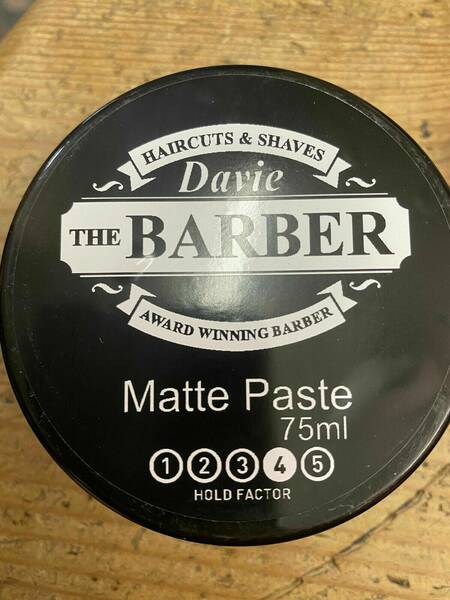 HAIRCUTS & SHAVES
Davie
THE BARBER
AWARD WINNING BARBER
Matte Paste
75ml
1 2 3 4 5
HOLD FACTOR